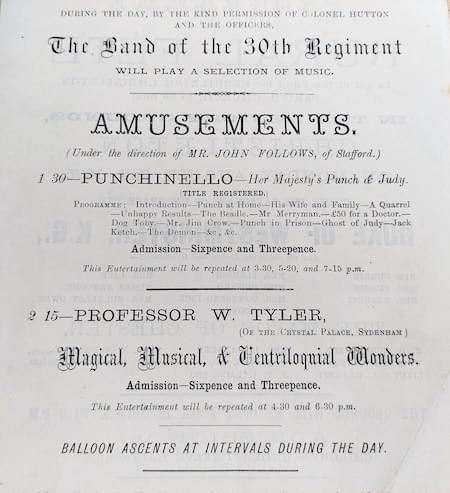 DURING THE DAY, BY THE KIND PERMISSION OF COLONEL HUTTON
AND THE OFFICERS,
The Band of the 30th Regiment
WILL PLAY A SELECTION OF MUSIC.
AMUSEMENTS.
(Under the direction of MR. JOHN FOLLOWS, of Stafford.)
1 30—PUNCHINELLO—Her Majesty's Punch & Judy.
(TITLE REGISTERED.)
PROGRAMME: Introduction—Punch at Home—His Wife and Family—A Quarrel
—Unhappy Results—The Beadle.—Mr. Merryman.—£50 for a Doctor.—
Dog Toby.—Mr. Jim Crow.—Punch in Prison—Ghost of Judy—Jack
Ketch.—The Demon—&c., &c.
Admission—Sixpence and Threepence.
This Entertainment will be repeated at 3-30, 5-20, and 7-15 p.m.
2 15—PROFESSOR W. TYLER,
(OF THE CRYSTAL PALACE, SYDENHAM)
Magical, Musical, & Ventriloquial Wonders.
Admission—Sixpence and Threepence.
This Entertainment will be repeated at 4-30 and 6-30 p.m.
BALLOON ASCENTS AT INTERVALS DURING THE DAY.